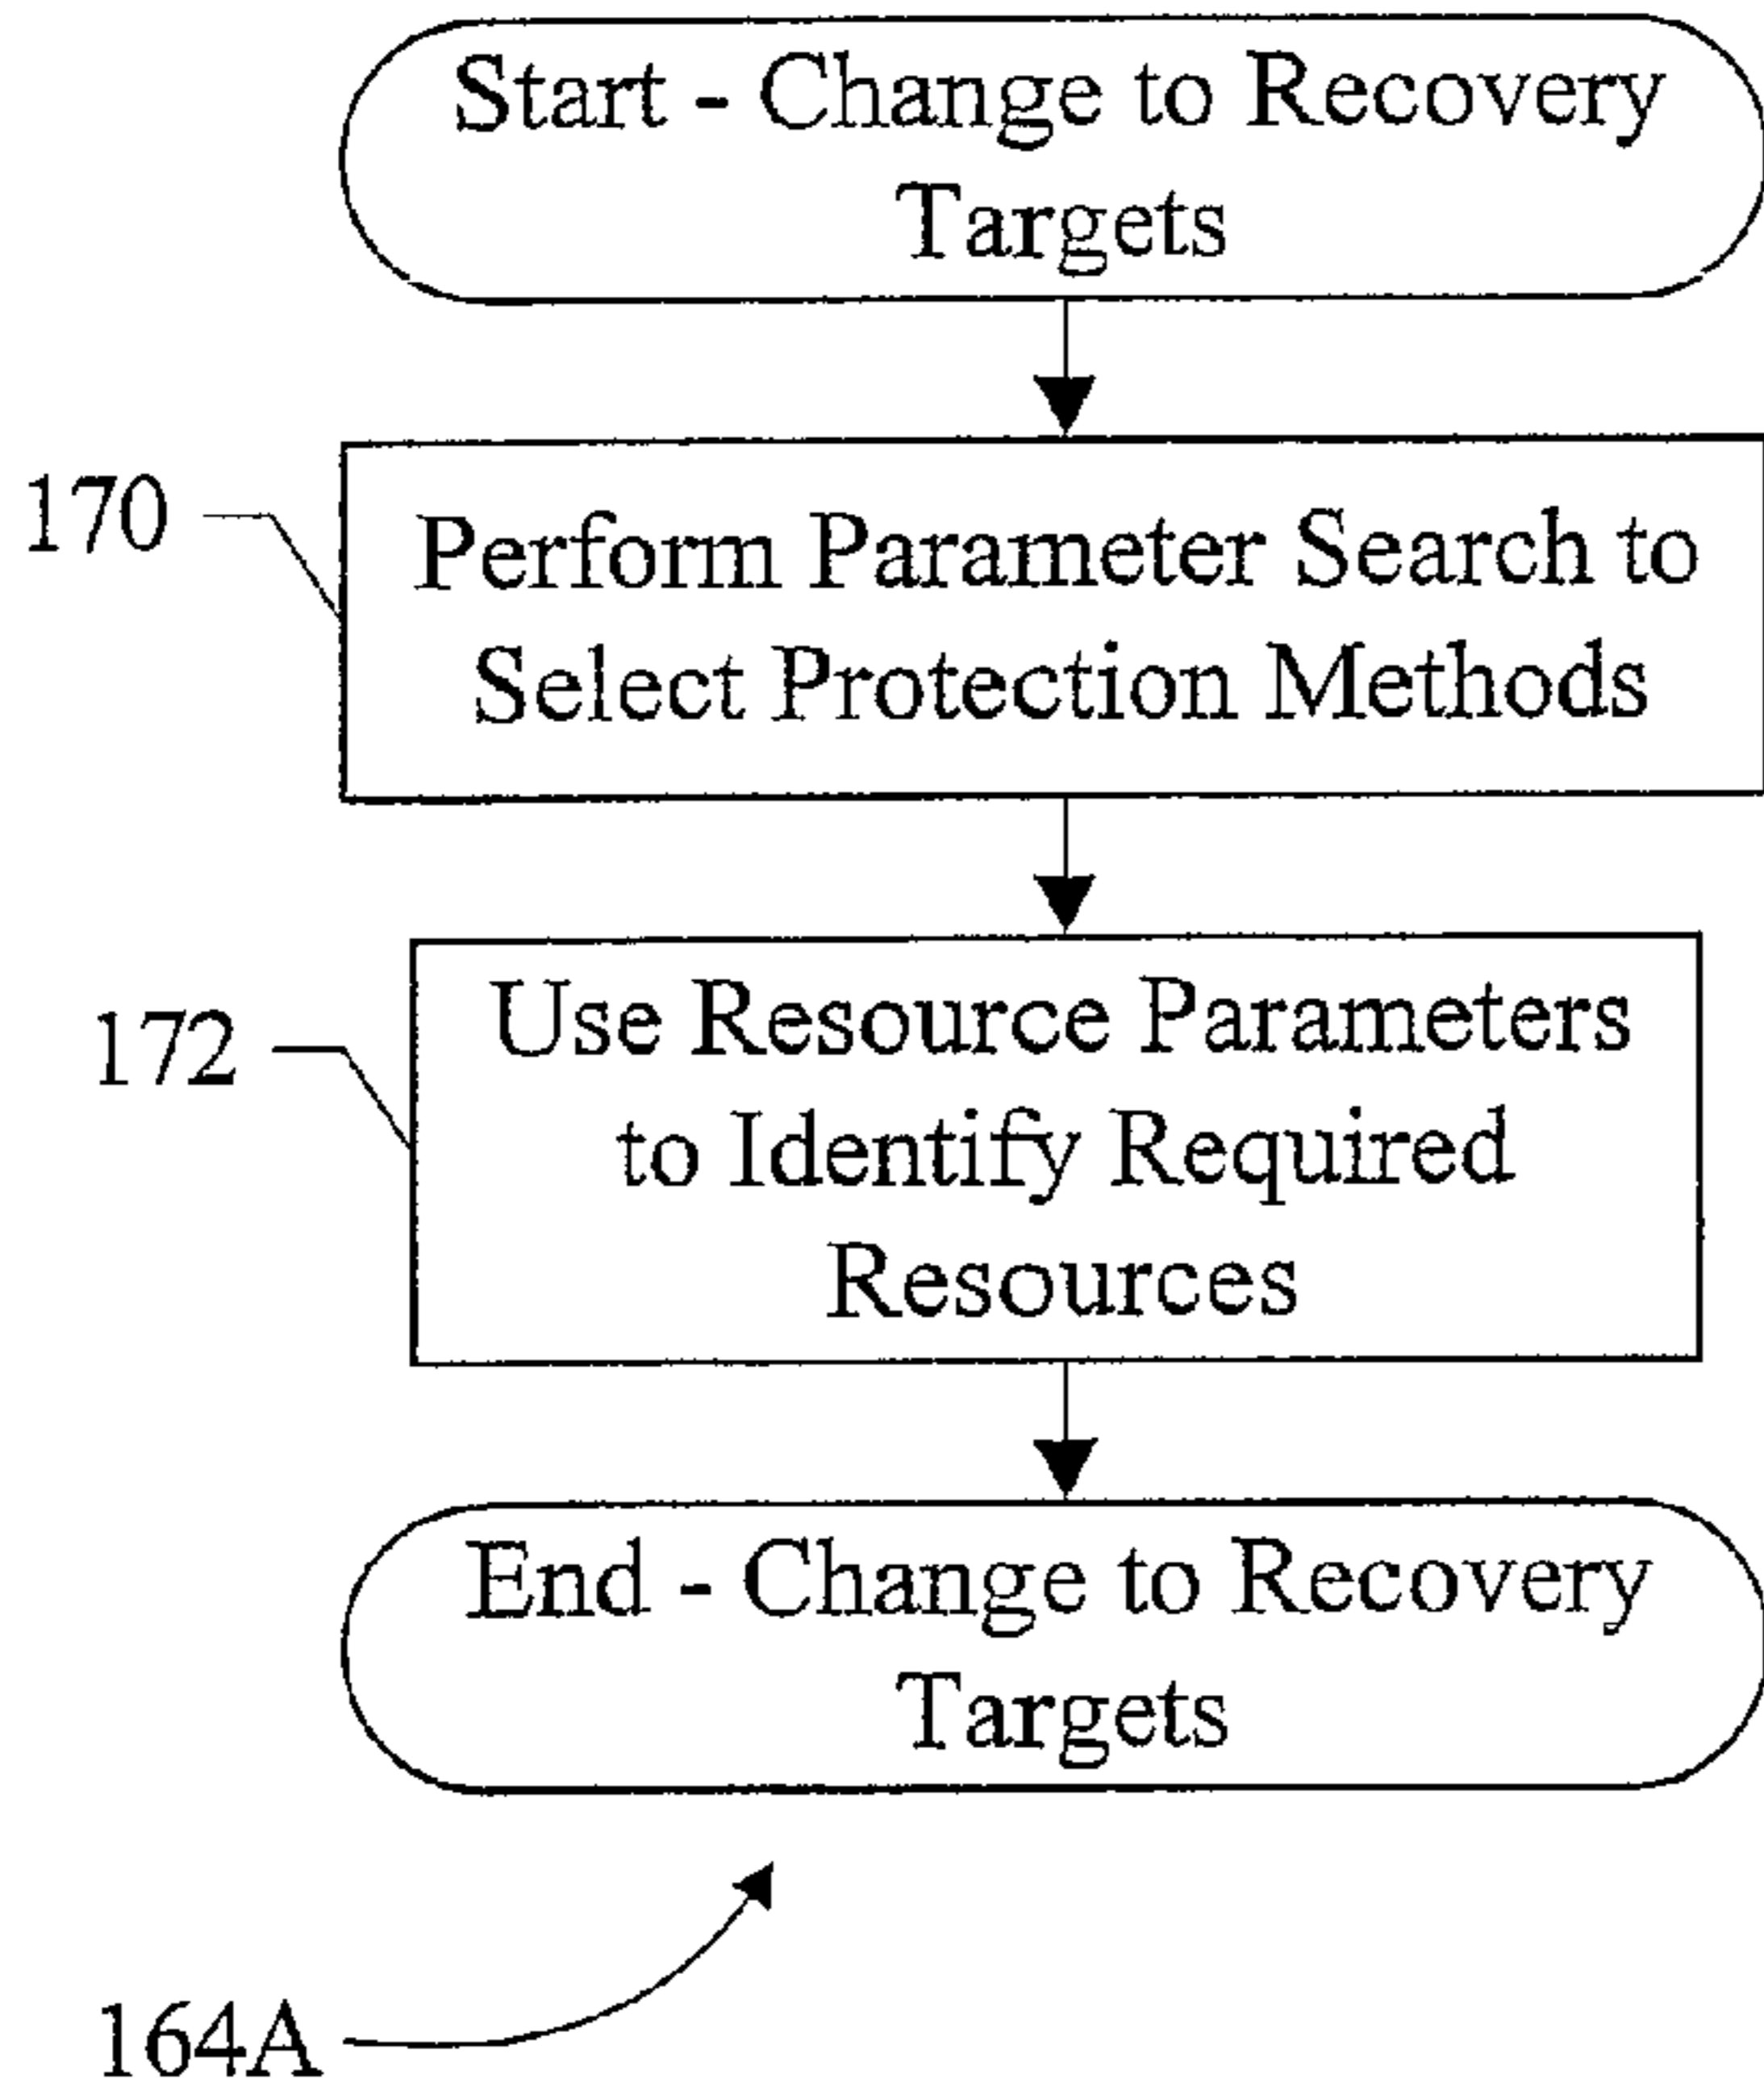 Start - Change to Recovery
Targets
170
Perform Parameter Search to
Select Protection Methods
172
Use Resource Parameters
to Identify Required
Resources
End - Change to Recovery
Targets
164A